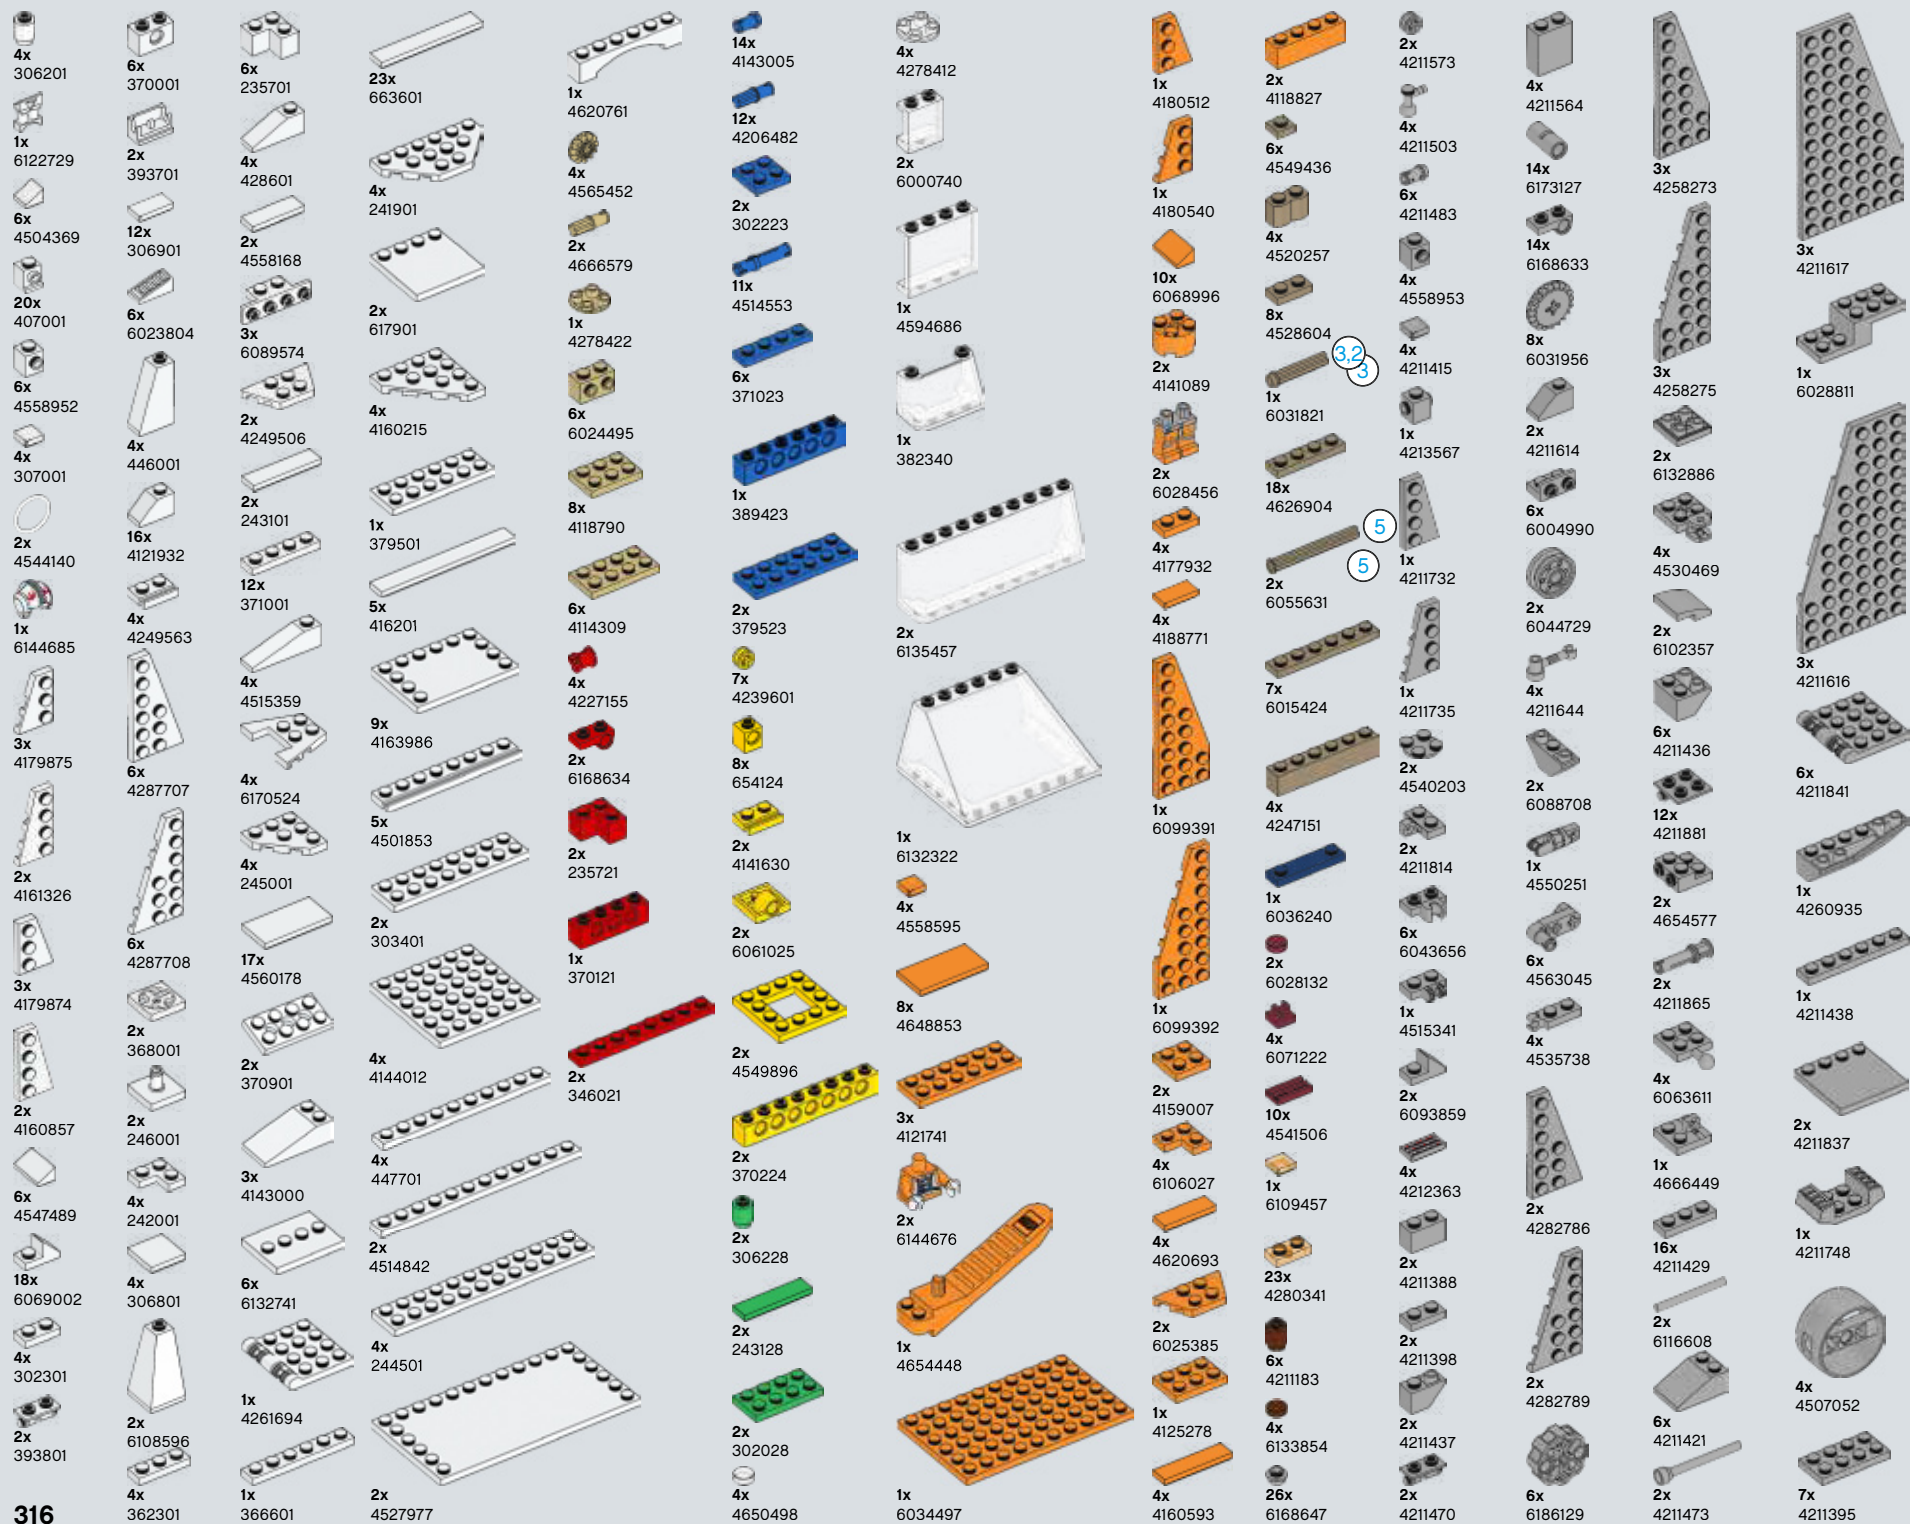 4x
306201
1x
6122729
6x
4504369
20x
407001
6x
4558952
4x
307001
2x
4544140
1x
6144685
3x
4179875
2x
4161326
3x
4179874
2x
4160857
6x
4547489
18x
6069002
4x
302301
2x
393801
316
6x
370001
2x
393701
12x
306901
6x
6023804
4x
446001
16x
4121932
4x
4249563
6x
4287707
6x
4287708
2x
368001
2x
246001
4x
242001
4x
306801
2x
6108596
4x
362301
6x
235701
4x
428601
2x
4558168
3x
6089574
2x
4249506
2x
243101
12x
371001
4x
4515359
4x
6170524
4x
245001
17x
4560178
2x
370901
3x
4143000
6x
6132741
1x
4261694
1x
366601
23x
663601
4x
241901
2x
617901
4x
4160215
1x
379501
5x
416201
9x
4163986
5x
4501853
2x
303401
4x
4144012
4x
447701
2x
4514842
4x
244501
2x
4527977
1x
4620761
4x
4565452
2x
4666579
1x
4278422
6x
6024495
8x
4118790
6x
4114309
4x
4227155
2x
6168634
2x
235721
1x
370121
2x
346021
14x
4143005
12x
4206482
2x
302223
11x
4514553
6x
371023
1x
389423
2x
379523
7x
4239601
8x
654124
2x
4141630
2x
6061025
2x
4549896
2x
370224
2x
306228
2x
243128
2x
302028
4x
4650498
4x
4278412
2x
6000740
1x
4594686
1x
382340
2x
6135457
1x
6132322
4x
4558595
8x
4648853
3x
4121741
2x
6144676
1x
4654448
1x
6034497
1x
4180512
1x
4180540
10x
6068996
2x
4141089
2x
6028456
4x
4177932
4x
4188771
1x
6099391
1x
6099392
2x
4159007
4x
6106027
4x
4620693
2x
6025385
1x
4125278
4x
4160593
2x
4118827
6x
4549436
4x
4520257
8x
4528604
3,2
3
1x
6031821
18x
4626904
5
5
2x
6055631
7x
6015424
4x
4247151
1x
6036240
2x
6028132
4x
6071222
10x
4541506
1x
6109457
23x
4280341
6x
4211183
4x
6133854
26x
6168647
2x
4211573
4x
4211503
6x
4211483
4x
4558953
4x
4211415
1x
4213567
1x
4211732
1x
4211735
2x
4540203
2x
4211814
6x
6043656
1x
4515341
2x
6093859
4x
4212363
2x
4211388
2x
4211398
2x
4211437
2x
4211470
4x
4211564
14x
6173127
14x
6168633
8x
6031956
2x
4211614
6x
6004990
2x
6044729
4x
4211644
2x
6088708
1x
4550251
6x
4563045
4x
4535738
2x
4282786
2x
4282789
6x
6186129
3x
4258273
3x
4258275
2x
6132886
4x
4530469
2x
6102357
6x
4211436
12x
4211881
2x
4654577
2x
4211865
4x
6063611
1x
4666449
16x
4211429
2x
6116608
6x
4211421
2x
4211473
3x
4211617
1x
6028811
3x
4211616
6x
4211841
1x
4260935
1x
4211438
2x
4211837
1x
4211748
4x
4507052
7x
4211395